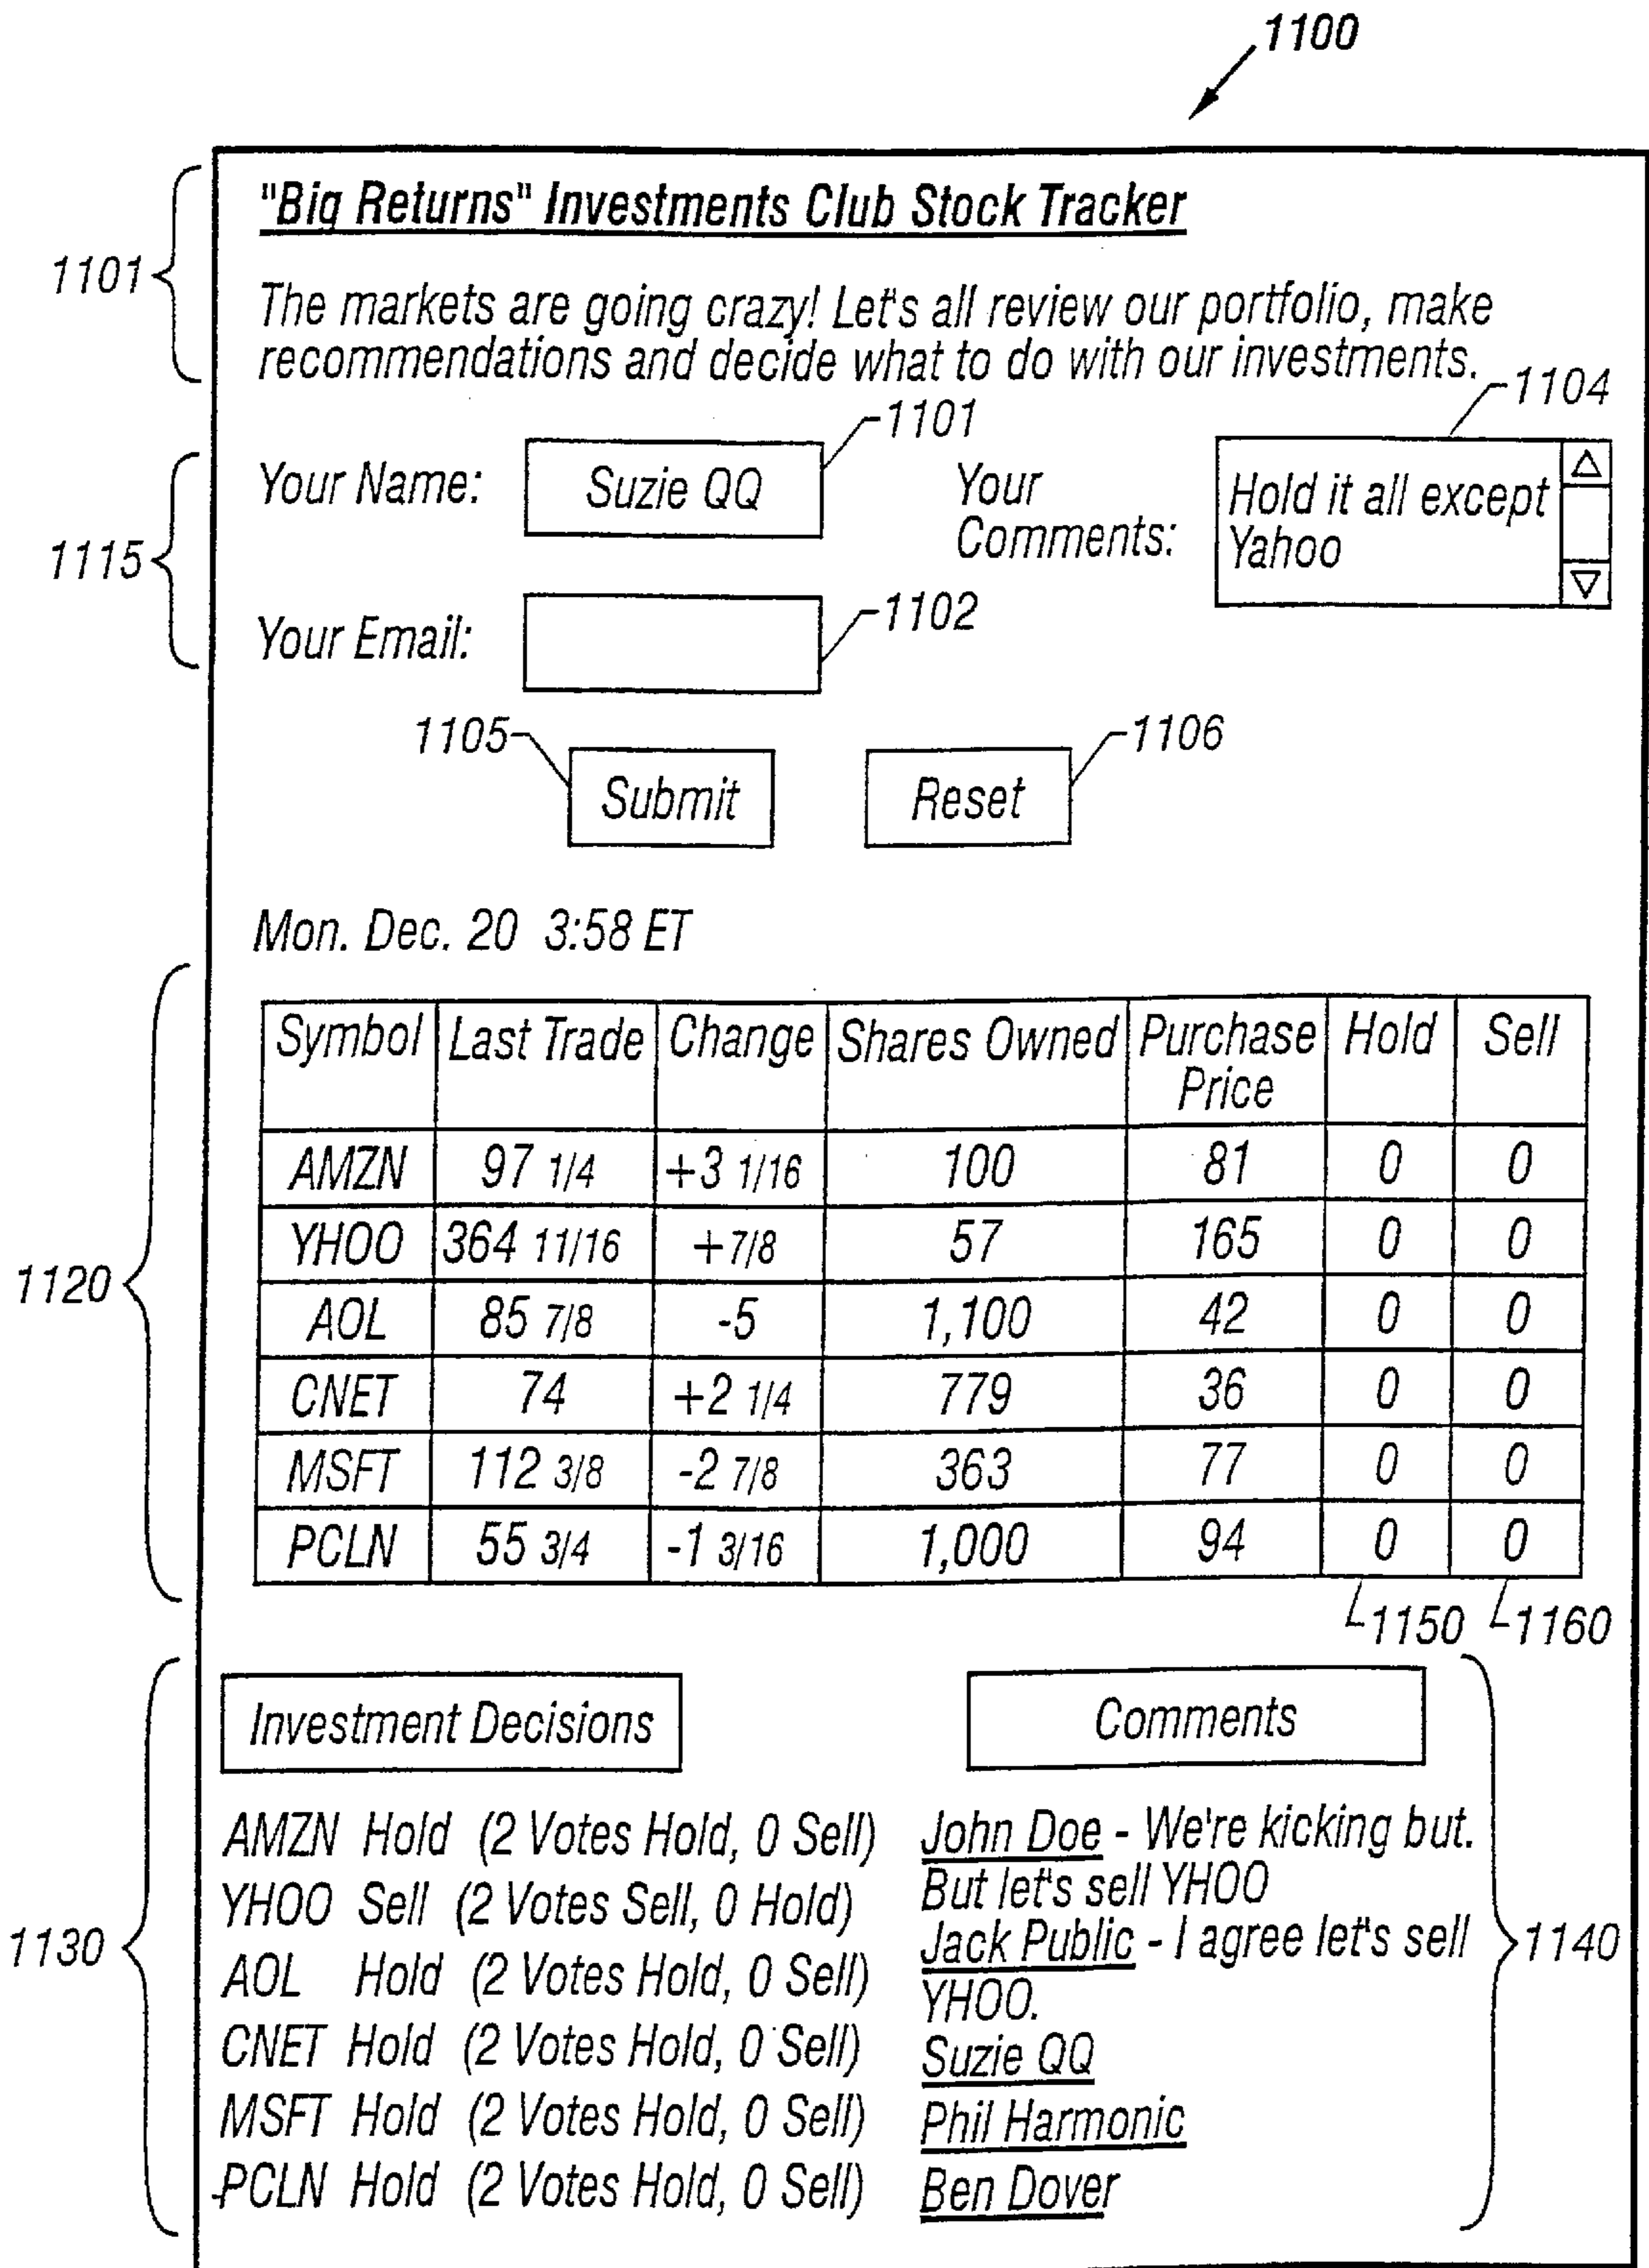 1100
"Big Returns" Investments Club Stock Tracker
1101
The markets are going crazy! Let's all review our portfolio, make
recommendations and decide what to do with our investments.
1104
1101
Your Name: Suzie QQ Your
Comments: Hold it all except
Yahoo
1115
1102
Your Email:
1105 1106
Submit Reset
Mon. Dec. 20 3:58 ET
Symbol Last Trade Change Shares Owned Purchase Price Hold Sell
AMZN 97 1/4 +3 1/16 100 81 0 0
YHOO 364 11/16 +7/8 57 165 0 0
1120
AOL 85 7/8 -5 1,100 42 0 0
CNET 74 +2 1/4 779 36 0 0
MSFT 112 3/8 -2 7/8 363 77 0 0
PCLN 55 3/4 -1 3/16 1,000 94 0 0
1150 1160
Investment Decisions Comments
AMZN Hold (2 Votes Hold, 0 Sell)
YHOO Sell (2 Votes Sell, 0 Hold)
1130
AOL Hold (2 Votes Hold, 0 Sell)
CNET Hold (2 Votes Hold, 0 Sell)
MSFT Hold (2 Votes Hold, 0 Sell)
PCLN Hold (2 Votes Hold, 0 Sell)
John Doe - We're kicking but.
But let's sell YHOO
Jack Public - I agree let's sell
YHOO.
1140
Suzie QQ
Phil Harmonic
Ben Dover